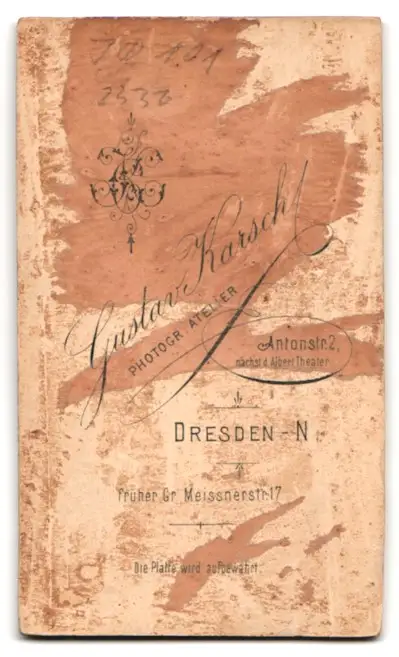 2332
Gustav Karsch
PHOTOGR. ATELIER
Antonstr. 2,
nächst d. Albert Theater
DRESDEN-N.
früher Gr. Meissnerstr. 17
Die Platte wird aufbewahrt.